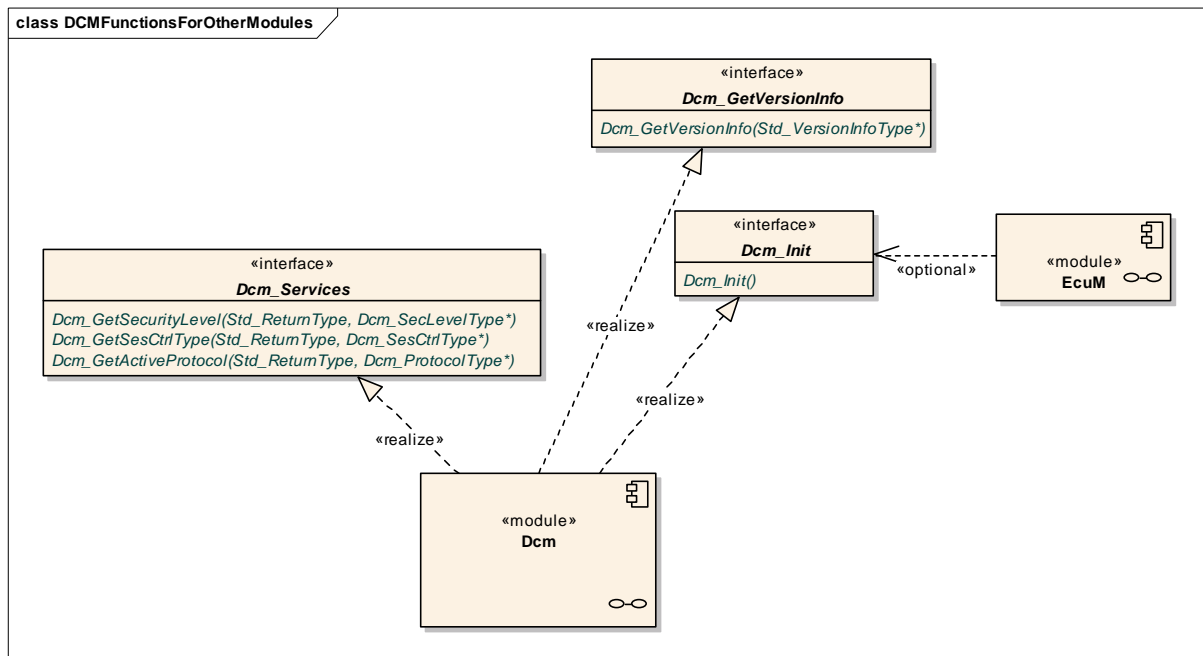 class DCMFunctionsForOtherModules
«interface»
Dcm_GetVersionInfo
Dcm_GetVersionInfo(Std_VersionInfoType*)
«interface»
Dcm_Init
Dcm_Init()
«optional»
«module»
EcuM
«interface»
Dcm_Services
Dcm_GetSecurityLevel(Std_ReturnType, Dcm_SecLevelType*)
Dcm_GetSesCtrlType(Std_ReturnType, Dcm_SesCtrlType*)
Dcm_GetActiveProtocol(Std_ReturnType, Dcm_ProtocolType*)
«realize»
«realize»
«realize»
«module»
Dcm